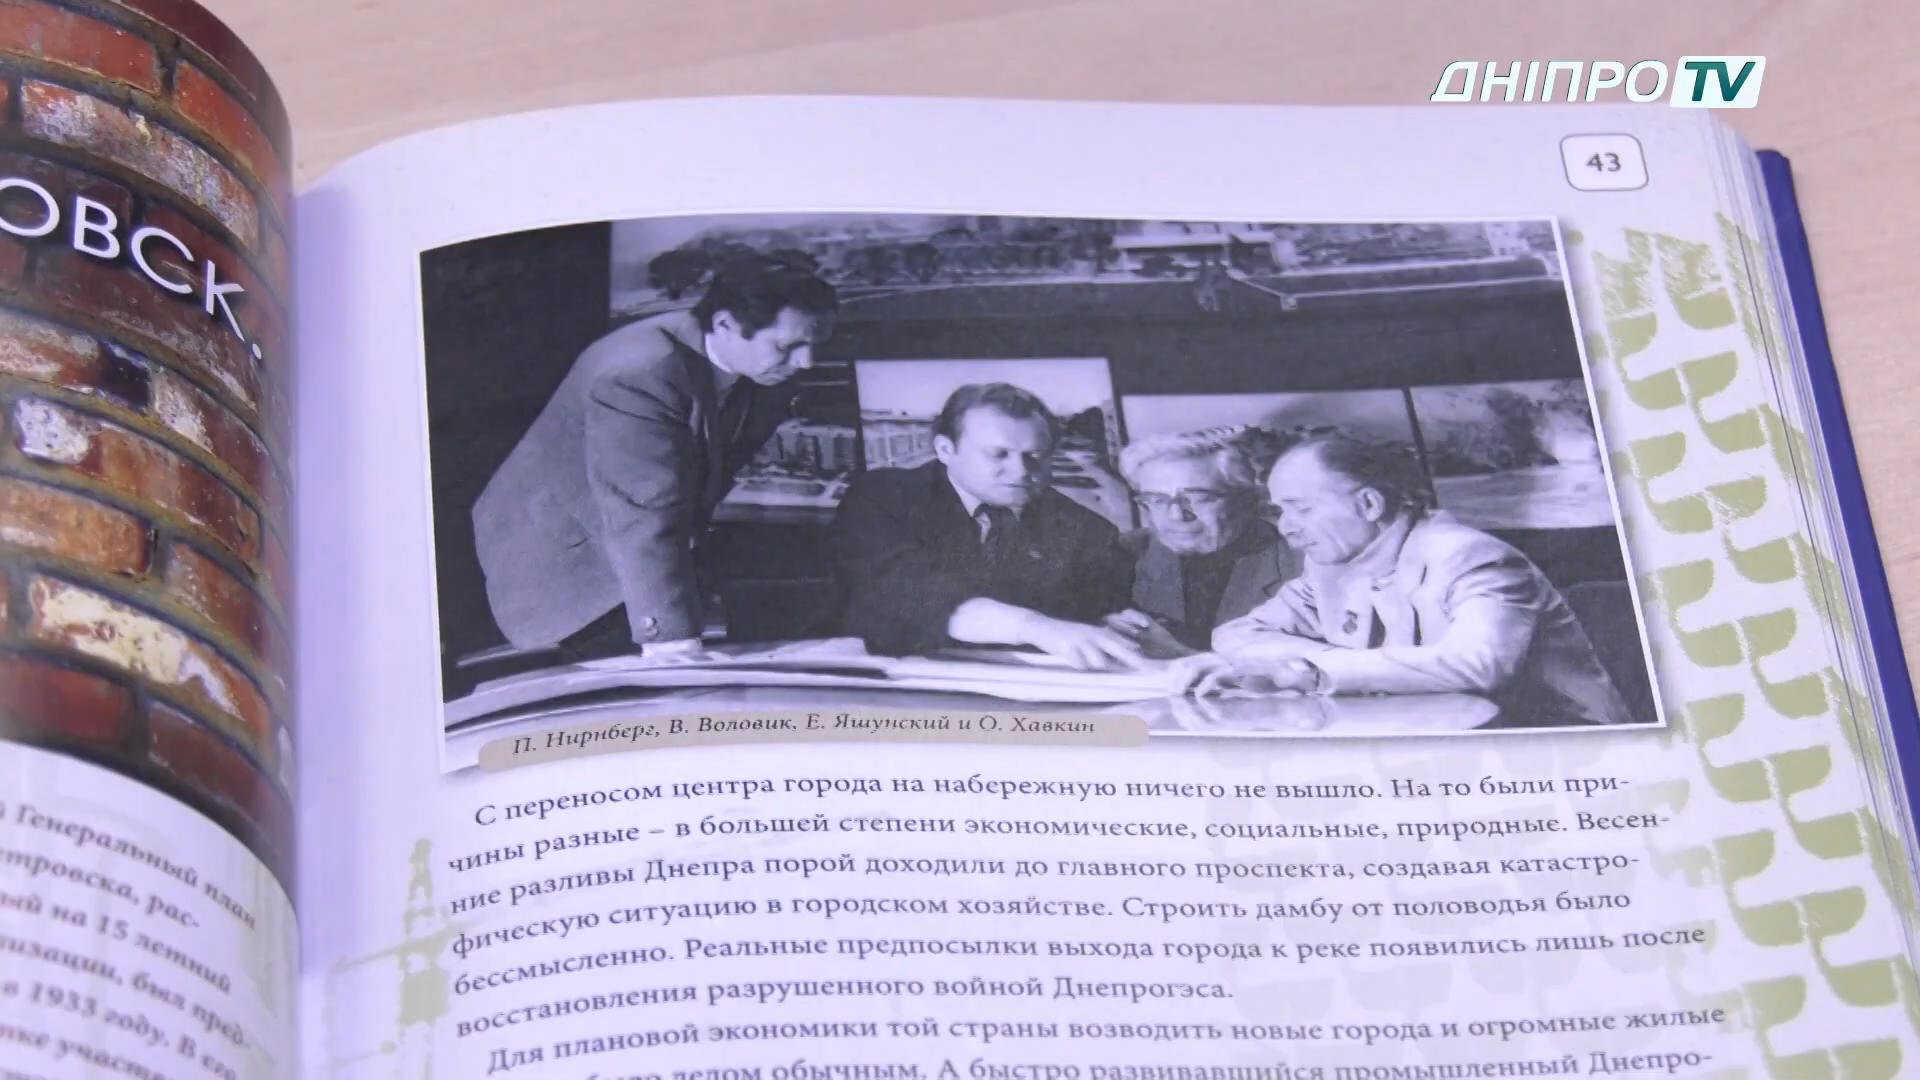 ДНІПРО TV
ОВСК.
43
П. Нирнберг, В. Воловик, Е. Яшунский и О. Хавкин
С переносом центра города на набережную ничего не вышло. На то были при-
чины разные – в большей степени экономические, социальные, природные. Весен-
ние разливы Днепра порой доходили до главного проспекта, создавая катастро-
фическую ситуацию в городском хозяйстве. Строить дамбу от половодья было
бессмысленно. Реальные предпосылки выхода города к реке появились лишь после
восстановления разрушенного войной Днепрогэса.
Для плановой экономики той страны возводить новые города и огромные жилые
делом обычным. А быстро развивавшийся промышленный Днепро-
Генеральный план
етровска, рас-
ый на 15 летний
лизации, был пред-
в 1933 году. В его